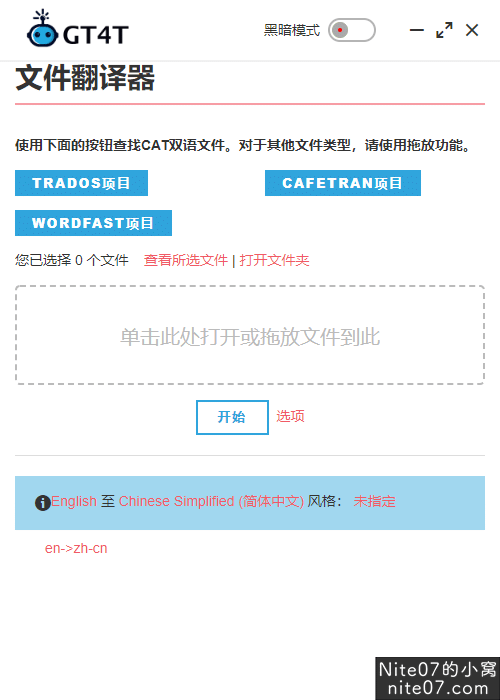 GT4T
黑暗模式
文件翻译器
使用下面的按钮查找CAT双语文件。对于其他文件类型，请使用拖放功能。
TRADOS项目
CAFETRAN项目
WORDFAST项目
您已选择 0 个文件 查看所选文件 | 打开文件夹
单击此处打开或拖放文件到此
开始 选项
English 至 Chinese Simplified (简体中文) 风格： 未指定
en->zh-cn
Nite07的小窝
nite07.com